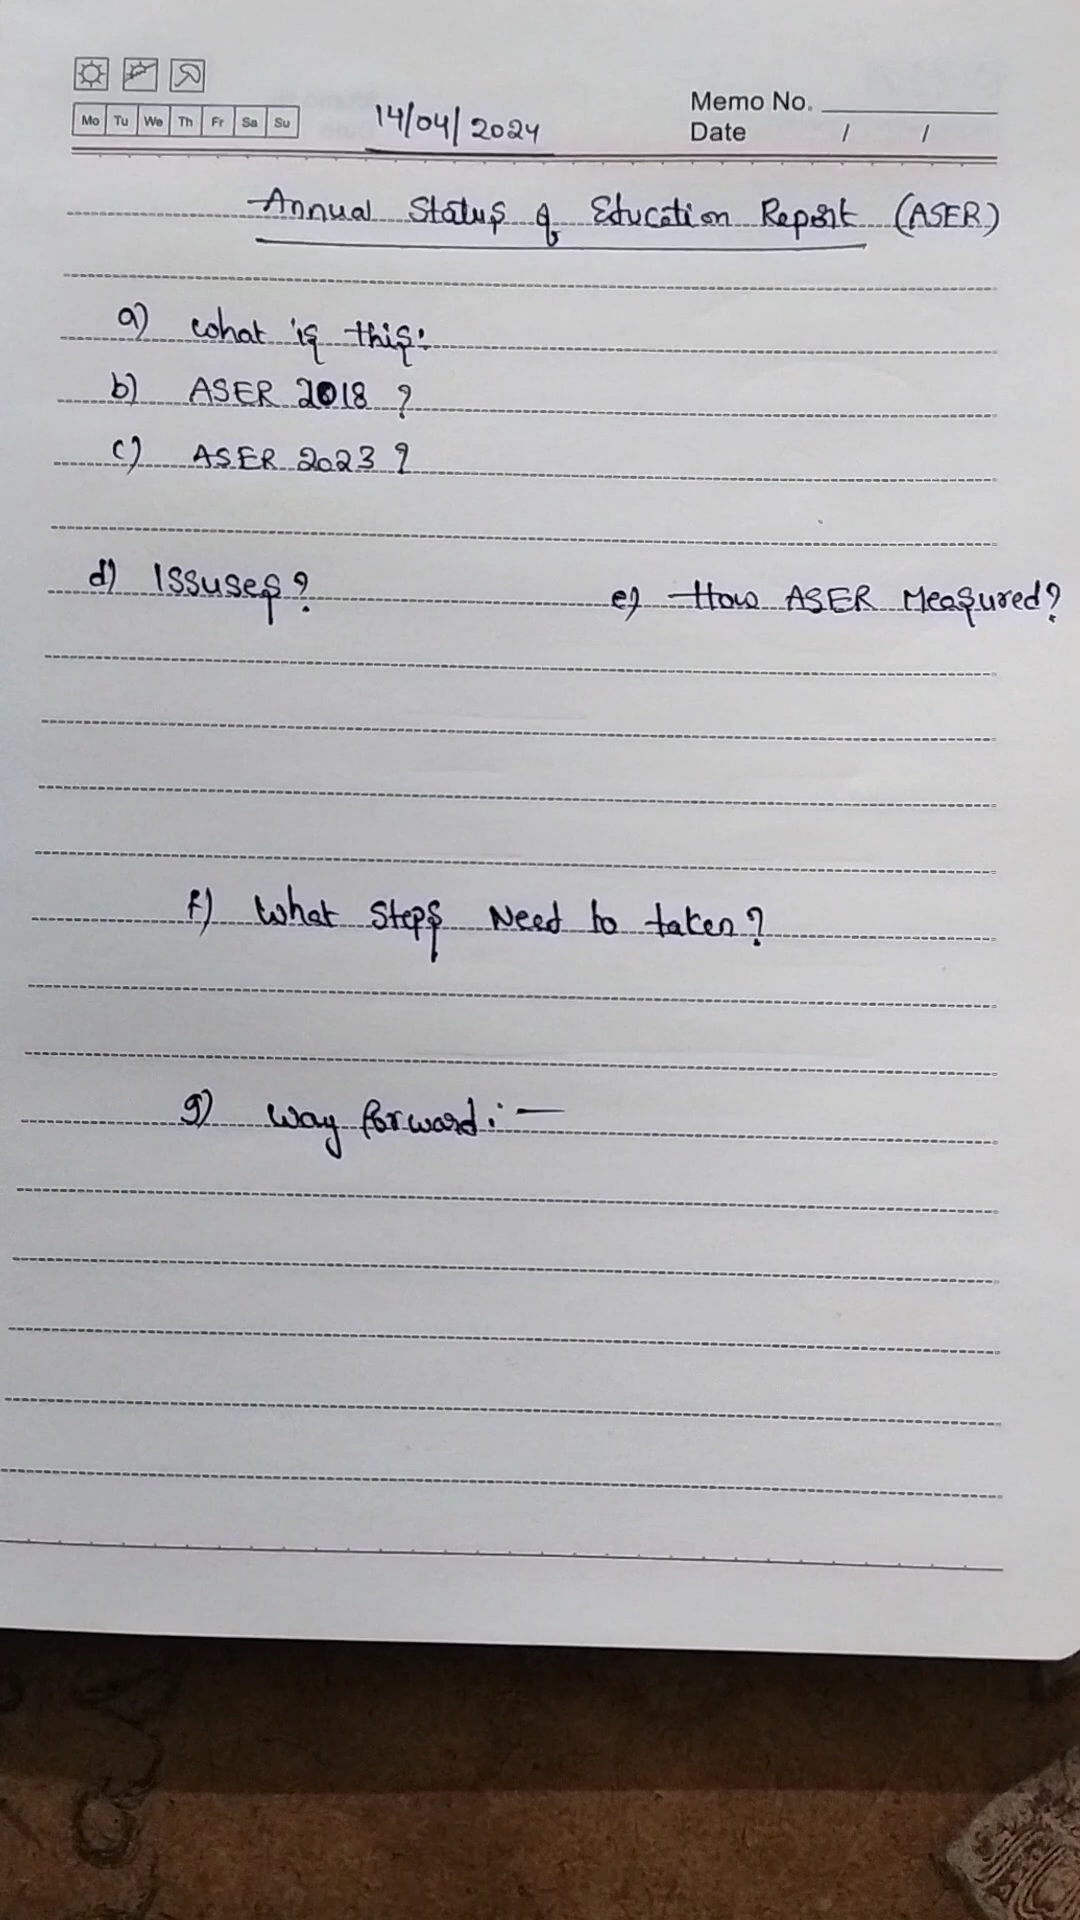 Memo No.
Mo Tu We Th Fr Sa Su
14/04/2024
Date / /
Annual Status of Education Report (ASER)
a) What is this:
b) ASER 2018 ?
c) ASER 2023 ?
d) Issuses ?
e) How ASER Measured?
f) What Steps Need to taken?
g) Way forward :-